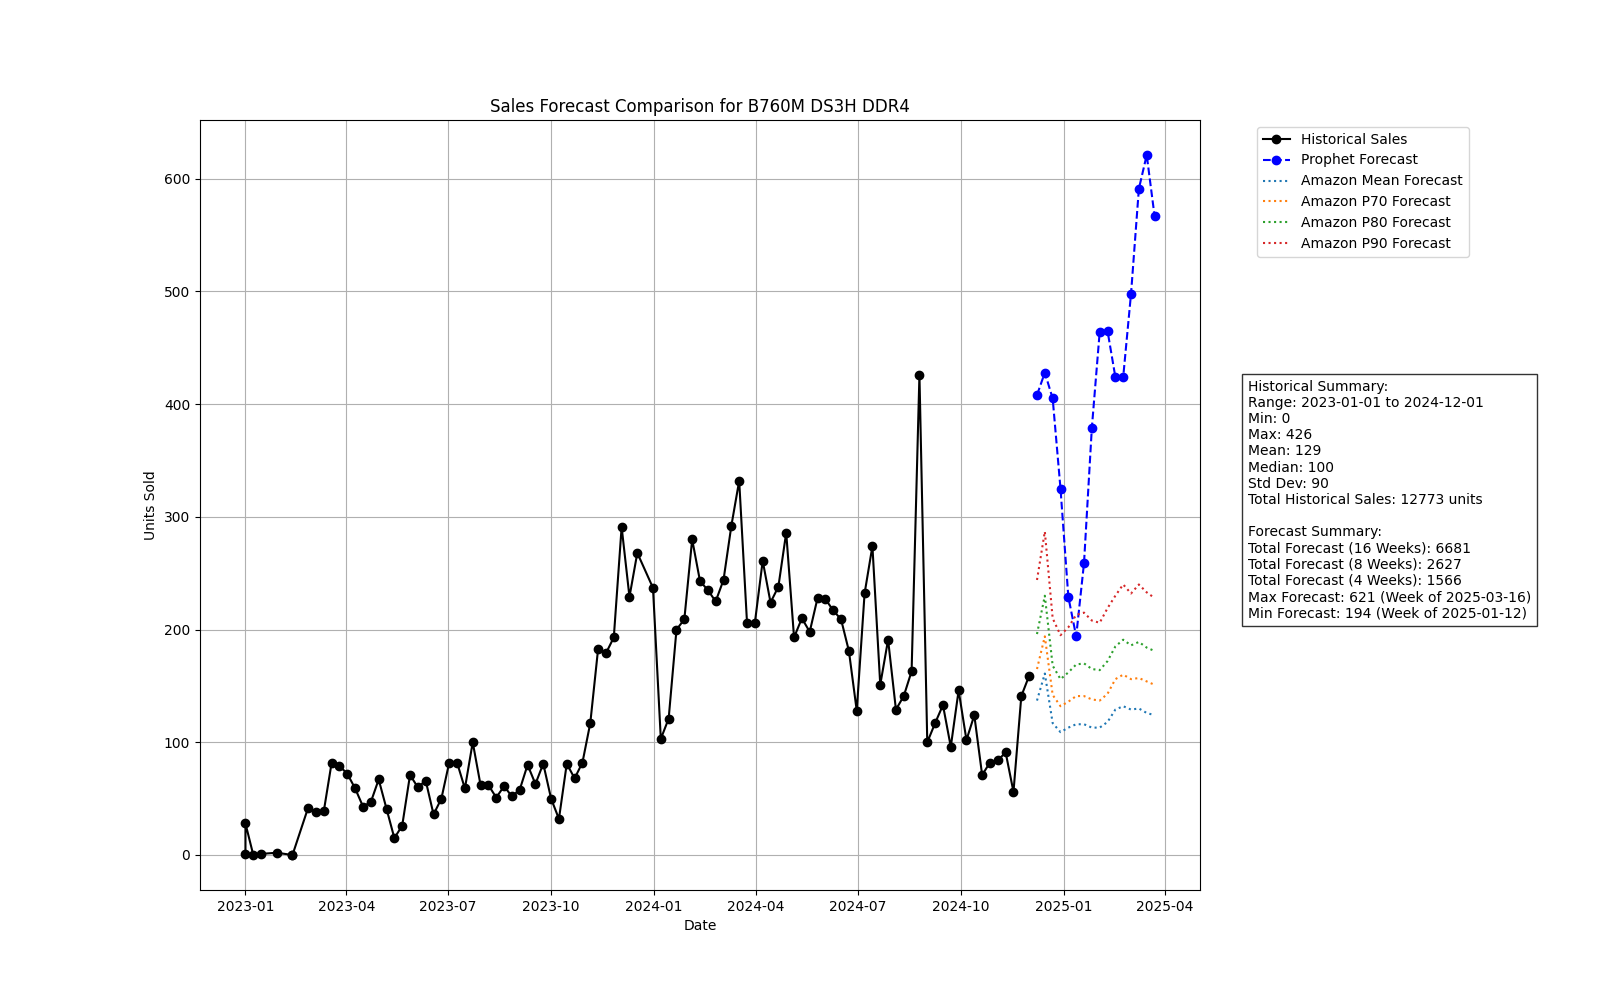 Sales Forecast Comparison for B760M DS3H DDR4
Historical Sales
Prophet Forecast
Amazon Mean Forecast
Amazon P70 Forecast
Amazon P80 Forecast
Amazon P90 Forecast
Units Sold
600
500
400
300
200
100
0
2023-01
2023-04
2023-07
2023-10
2024-01
2024-04
2024-07
2024-10
2025-01
2025-04
Date
Historical Summary:
Range: 2023-01-01 to 2024-12-01
Min: 0
Max: 426
Mean: 129
Median: 100
Std Dev: 90
Total Historical Sales: 12773 units
Forecast Summary:
Total Forecast (16 Weeks): 6681
Total Forecast (8 Weeks): 2627
Total Forecast (4 Weeks): 1566
Max Forecast: 621 (Week of 2025-03-16)
Min Forecast: 194 (Week of 2025-01-12)